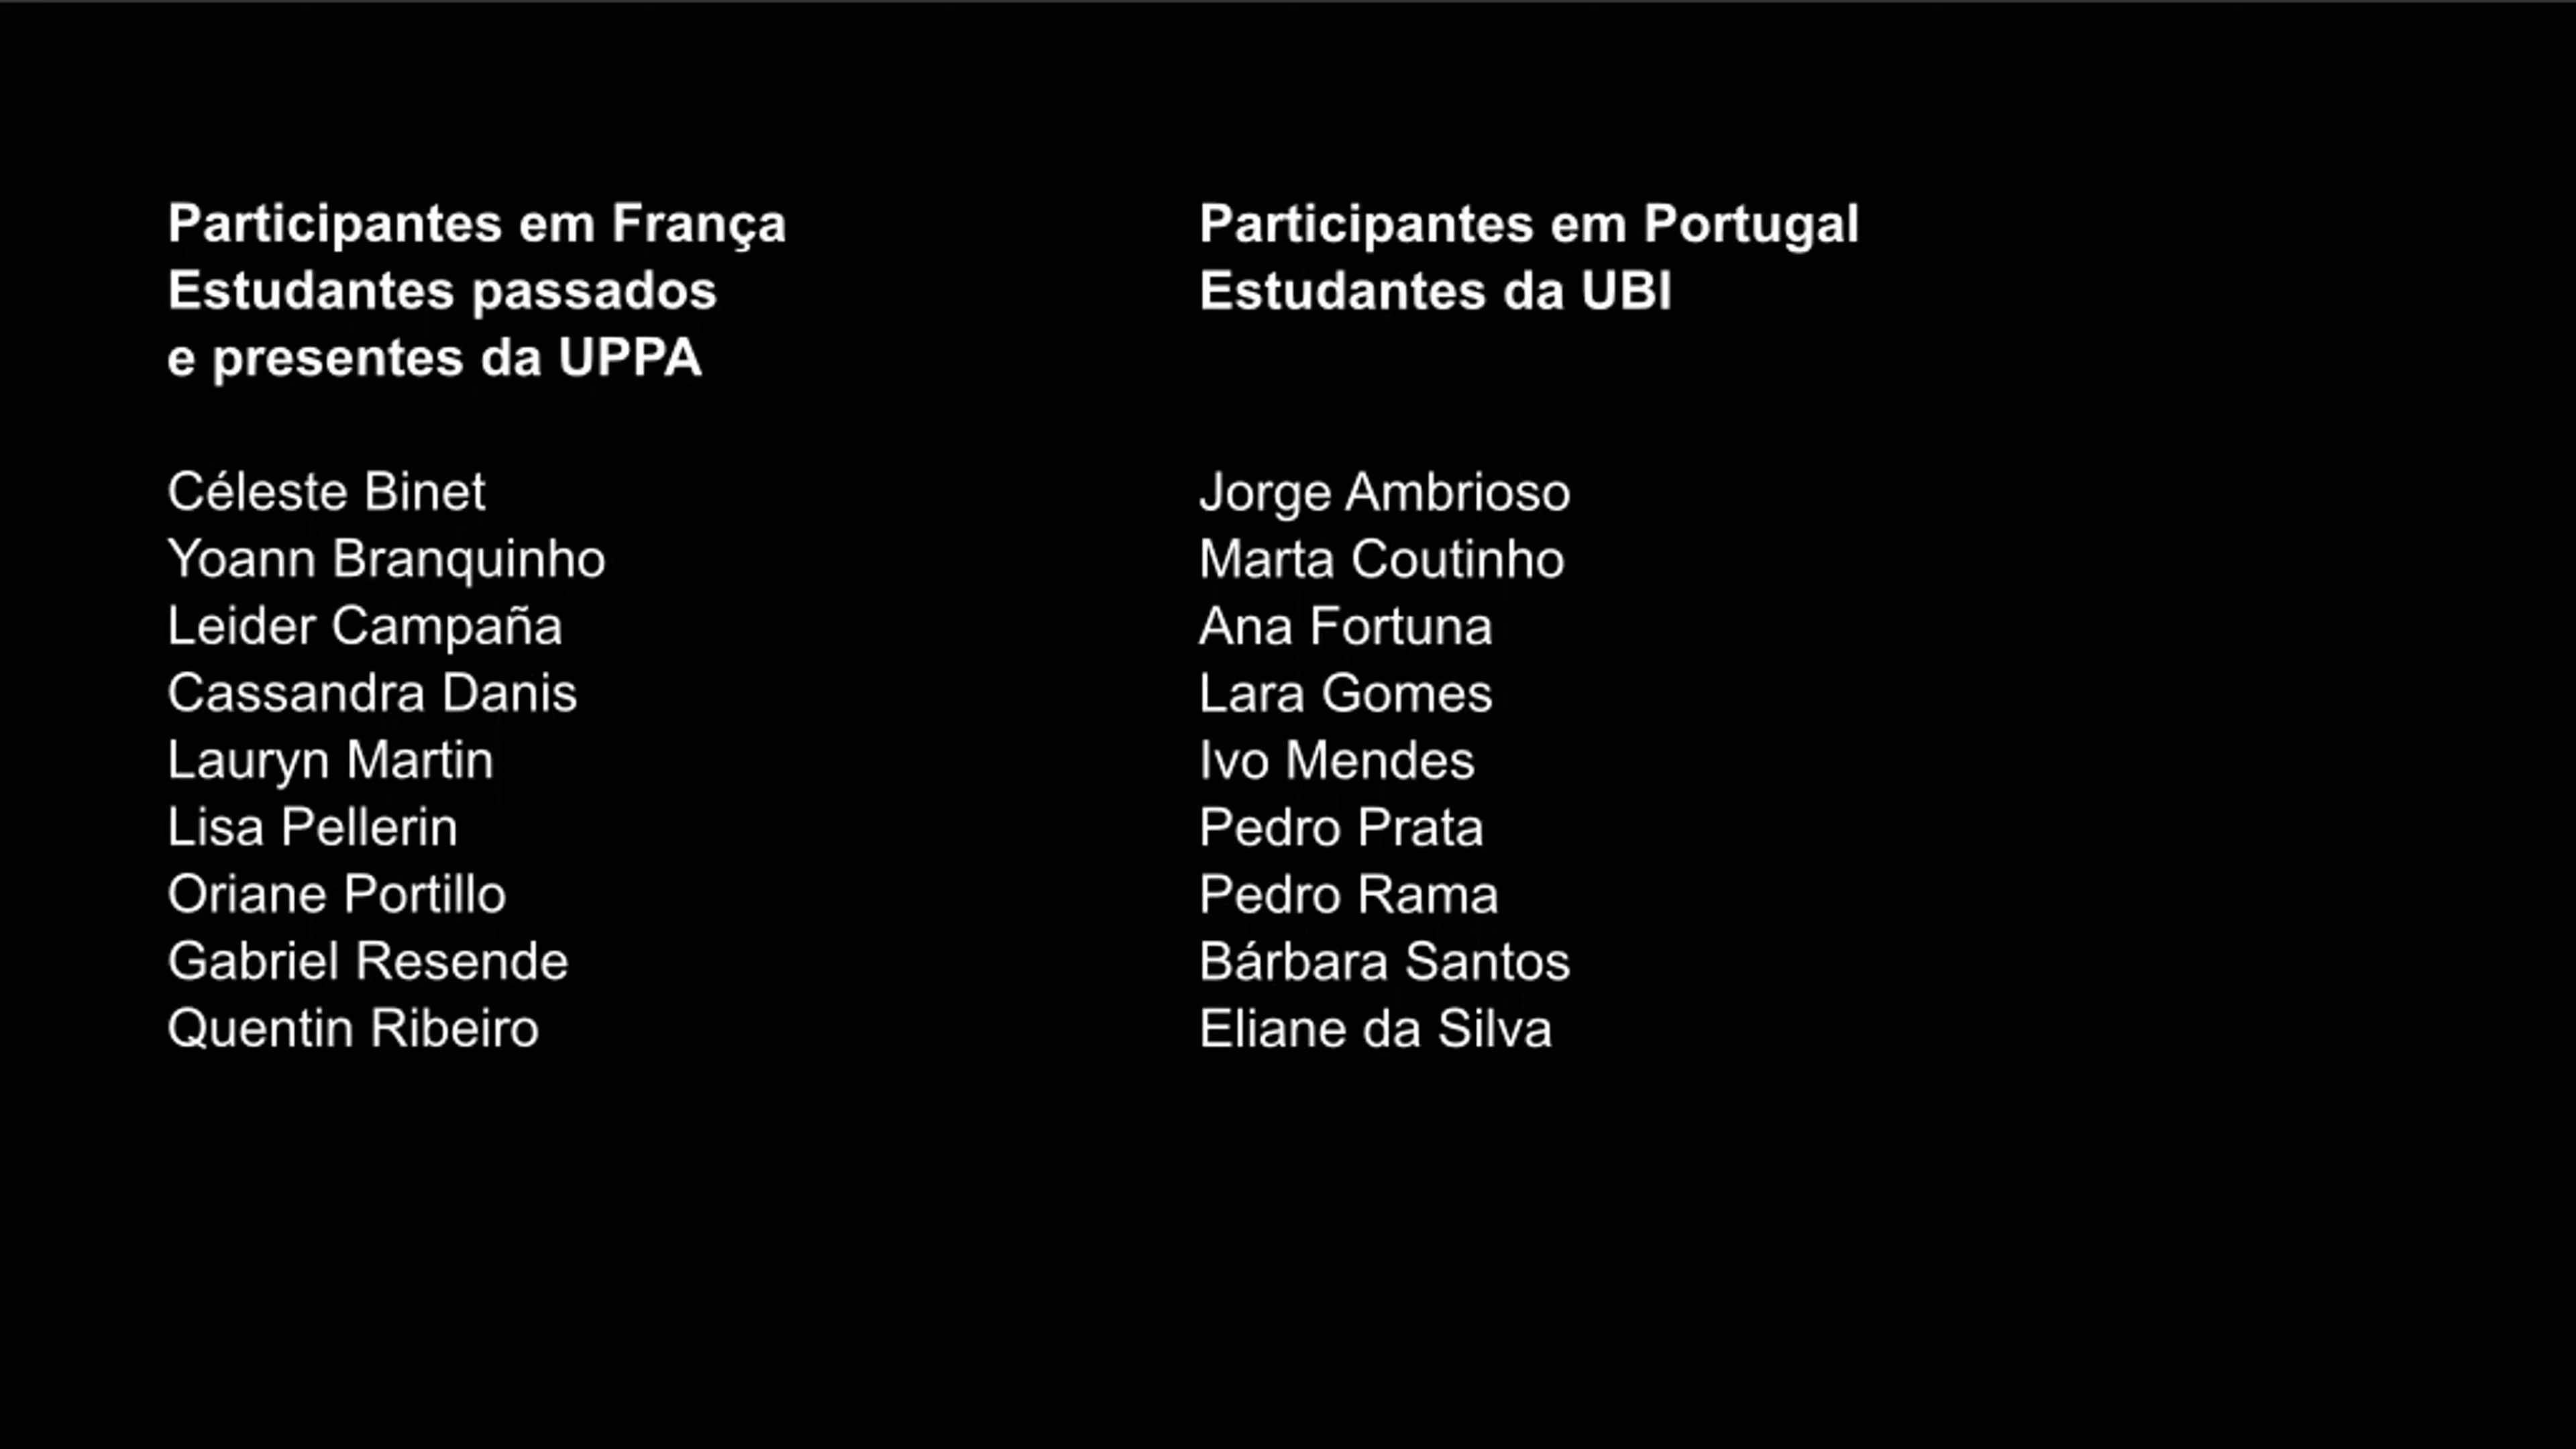 Participantes em França
Estudantes passados
e presentes da UPPA
Céleste Binet
Yoann Branquinho
Leider Campaña
Cassandra Danis
Lauryn Martin
Lisa Pellerin
Oriane Portillo
Gabriel Resende
Quentin Ribeiro
Participantes em Portugal
Estudantes da UBI
Jorge Ambrioso
Marta Coutinho
Ana Fortuna
Lara Gomes
Ivo Mendes
Pedro Prata
Pedro Rama
Bárbara Santos
Eliane da Silva